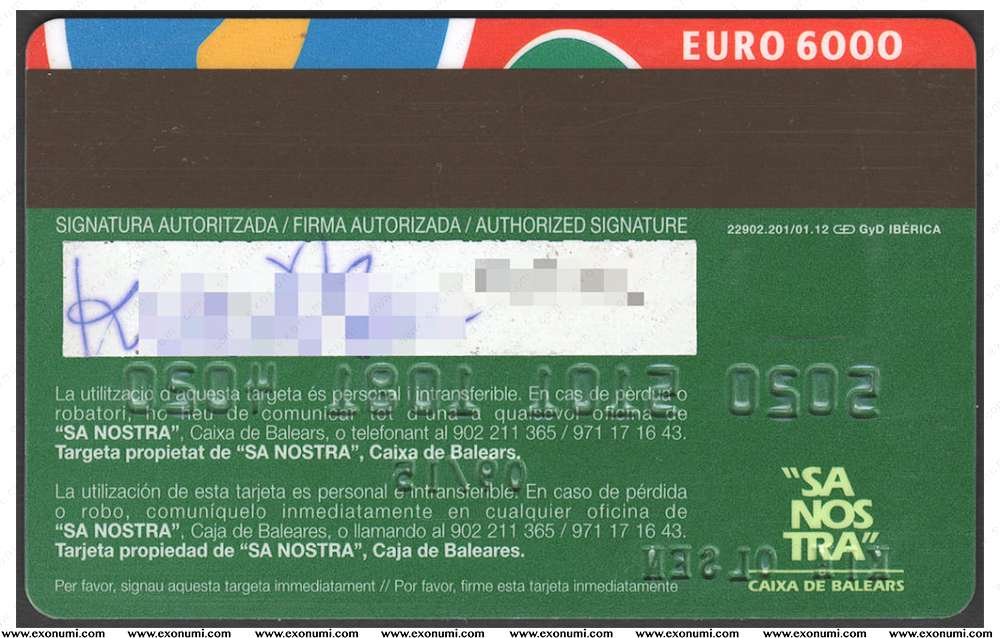 EURO 6000
SIGNATURA AUTORITZADA / FIRMA AUTORIZADA / AUTHORIZED SIGNATURE
22902.201/01.12 GyD IBÉRICA
La utilització d'aquesta targeta és personal i intransferible. En cas de pèrdua o
robatori, ho heu de comunicar tot d'una a qualsevol oficina de
“SA NOSTRA”, Caixa de Balears, o telefonant al 902 211 365 / 971 17 16 43.
Targeta propietat de “SA NOSTRA”, Caixa de Balears.
La utilización de esta tarjeta es personal e intransferible. En caso de pérdida
o robo, comuníquelo inmediatamente en cualquier oficina de
“SA NOSTRA”, Caja de Baleares, o llamando al 902 211 365 / 971 17 16 43.
Tarjeta propiedad de “SA NOSTRA”, Caja de Baleares.
Per favor, signau aquesta targeta immediatament // Por favor, firme esta tarjeta inmediatamente
“SA
NOS
TRA”
CAIXA DE BALEARS
www.exonumi.com www.exonumi.com www.exonumi.com www.exonumi.com www.exonumi.com www.exonumi.com www.exonumi.com www.exonumi.com